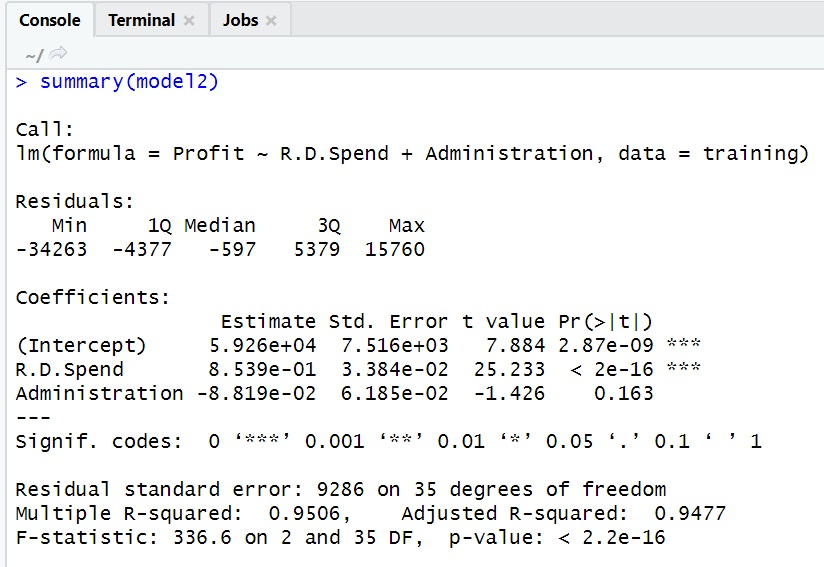 Console Terminal × Jobs ×
~/
> summary(model2)
Call:
lm(formula = Profit ~ R.D.Spend + Administration, data = training)
Residuals:
   Min     1Q Median     3Q    Max
-34263  -4377   -597   5379  15760
Coefficients:
                 Estimate Std. Error t value Pr(>|t|)
(Intercept)     5.926e+04  7.516e+03   7.884 2.87e-09 ***
R.D.Spend       8.539e-01  3.384e-02  25.233  < 2e-16 ***
Administration -8.819e-02  6.185e-02  -1.426    0.163
---
Signif. codes:  0 ‘***’ 0.001 ‘**’ 0.01 ‘*’ 0.05 ‘.’ 0.1 ‘ ’ 1
Residual standard error: 9286 on 35 degrees of freedom
Multiple R-squared:  0.9506,    Adjusted R-squared:  0.9477
F-statistic: 336.6 on 2 and 35 DF,  p-value: < 2.2e-16